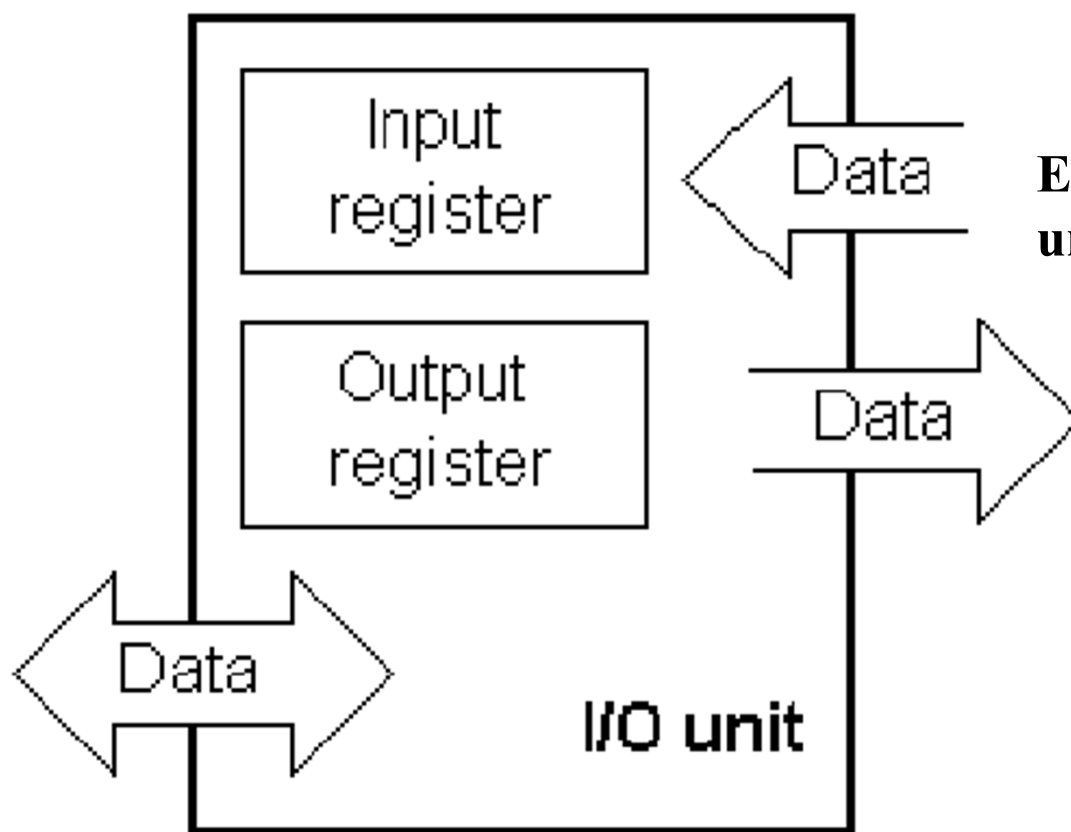 Input
register
Data
Output
register
Data
Data
I/O unit